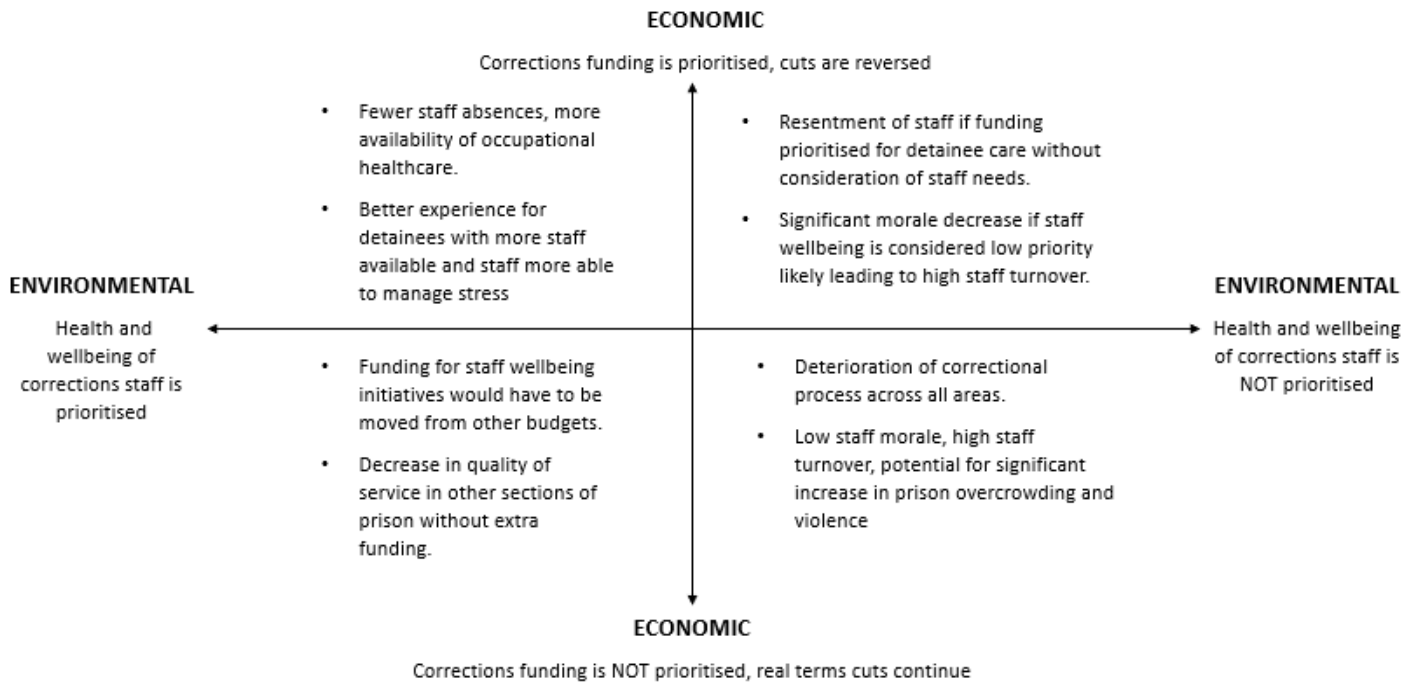 ECONOMIC
Corrections funding is prioritised, cuts are reversed
• Fewer staff absences, more
availability of occupational
healthcare.
• Better experience for
detainees with more staff
available and staff more able
to manage stress
• Resentment of staff if funding
prioritised for detainee care without
consideration of staff needs.
• Significant morale decrease if staff
wellbeing is considered low priority
likely leading to high staff turnover.
ENVIRONMENTAL
Health and
wellbeing of
corrections staff is
prioritised
ENVIRONMENTAL
Health and wellbeing
of corrections staff is
NOT prioritised
• Funding for staff wellbeing
initiatives would have to be
moved from other budgets.
• Decrease in quality of
service in other sections of
prison without extra
funding.
• Deterioration of correctional
process across all areas.
• Low staff morale, high staff
turnover, potential for significant
increase in prison overcrowding and
violence
ECONOMIC
Corrections funding is NOT prioritised, real terms cuts continue